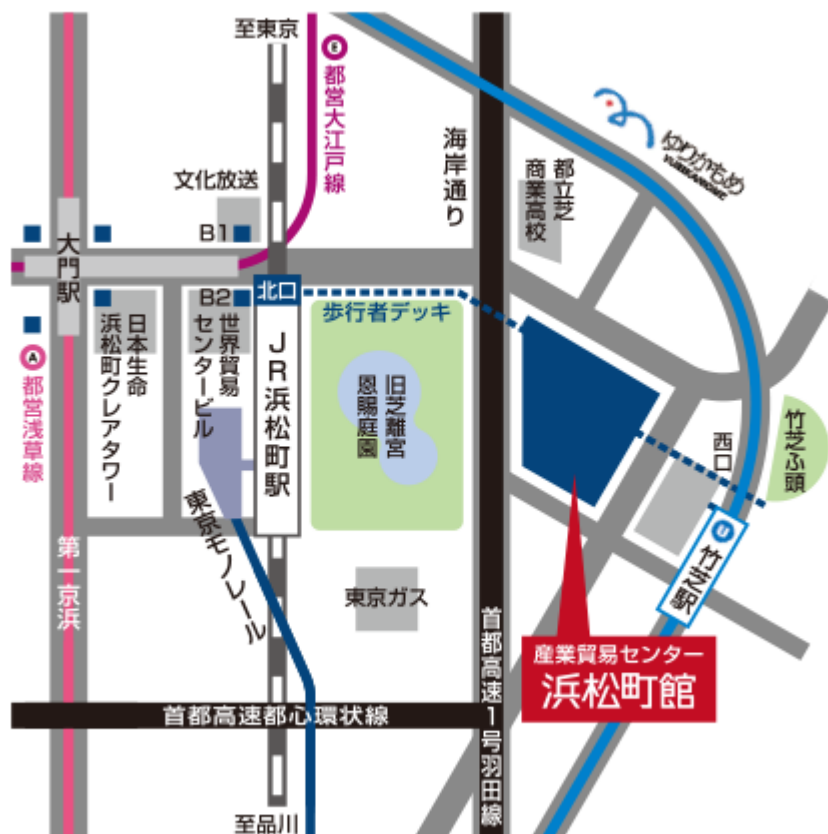 至東京
E
都営大江戸線
海岸通り
ゆりかもめ
YURIKAMOME
都立芝
商業高校
文化放送
B1
大門駅
B2
北口
歩行者デッキ
世界貿易
センタービル
日本生命
浜松町クレアタワー
JR浜松町駅
旧芝離宮
恩賜庭園
A
都営浅草線
竹芝ふ頭
西口
U
竹芝駅
東京モノレール
第一京浜
東京ガス
首都高速1号羽田線
産業貿易センター
浜松町館
首都高速都心環状線
至品川